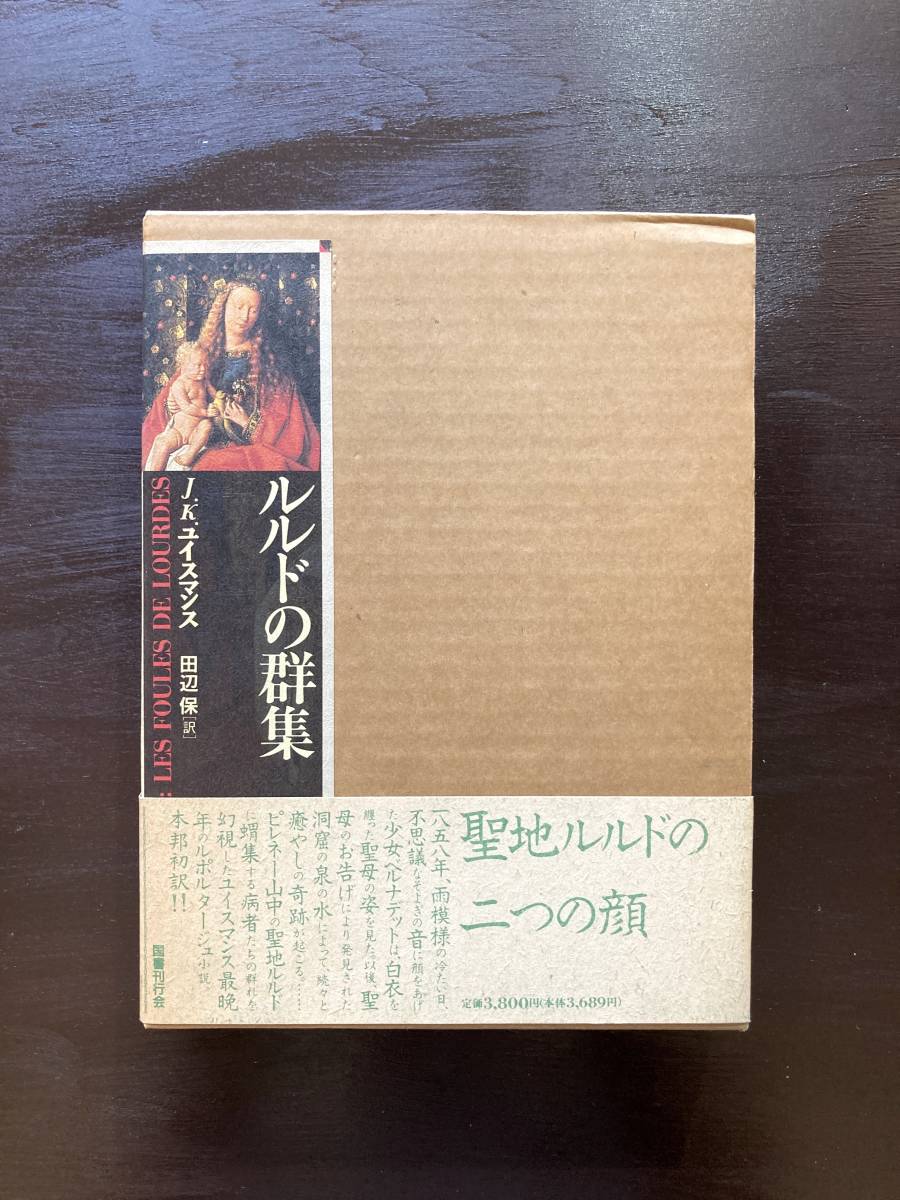 ルルドの群集
J.K.ユイスマンス 田辺 保[訳]
: LES FOULES DE LOURDES
聖地ルルドの
二つの顔
一八五八年、雨模様の冷たい日、
不思議なそよぎの音に顔をあげ
た少女ベルナデットは、白衣を
纏った聖母の姿を見た。以後、聖
母のお告げにより発見された
洞窟の泉の水によって、続々と
癒やしの奇跡が起こる。……
ピレネー山中の聖地ルルド
に蝟集する病者たちの群れを
幻視したユイスマンス最晩
年のルポルタージュ小説。
本邦初訳!!
国書刊行会
定価3,800円(本体3,689円)